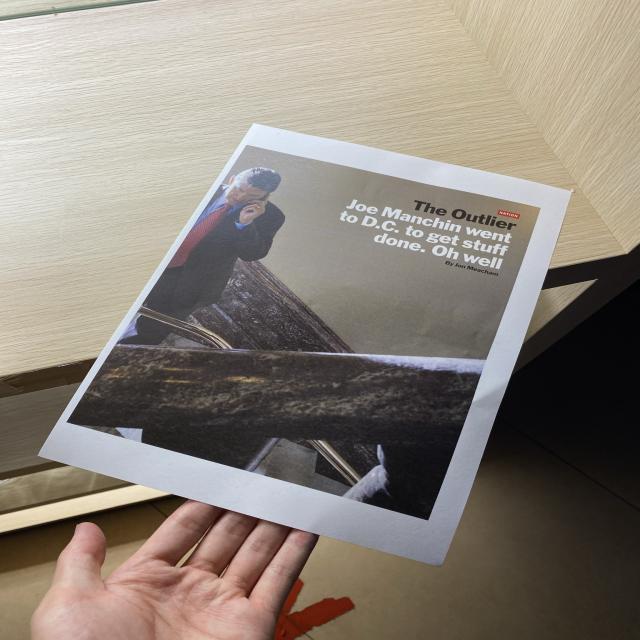 NATION
The Outlier
Joe Manchin went
to D.C. to get stuff
done. Oh well
By Jon Meacham